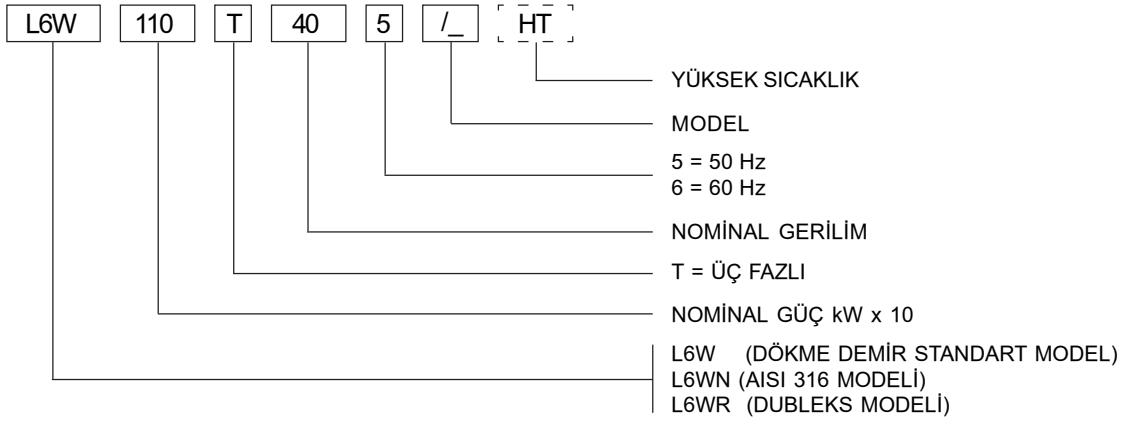 L6W 110 T 40 5 /_ HT
YÜKSEK SICAKLIK
MODEL
5 = 50 Hz
6 = 60 Hz
NOMİNAL GERİLİM
T = ÜÇ FAZLI
NOMİNAL GÜÇ kW x 10
L6W (DÖKME DEMİR STANDART MODEL)
L6WN (AISI 316 MODELİ)
L6WR (DUBLEKS MODELİ)